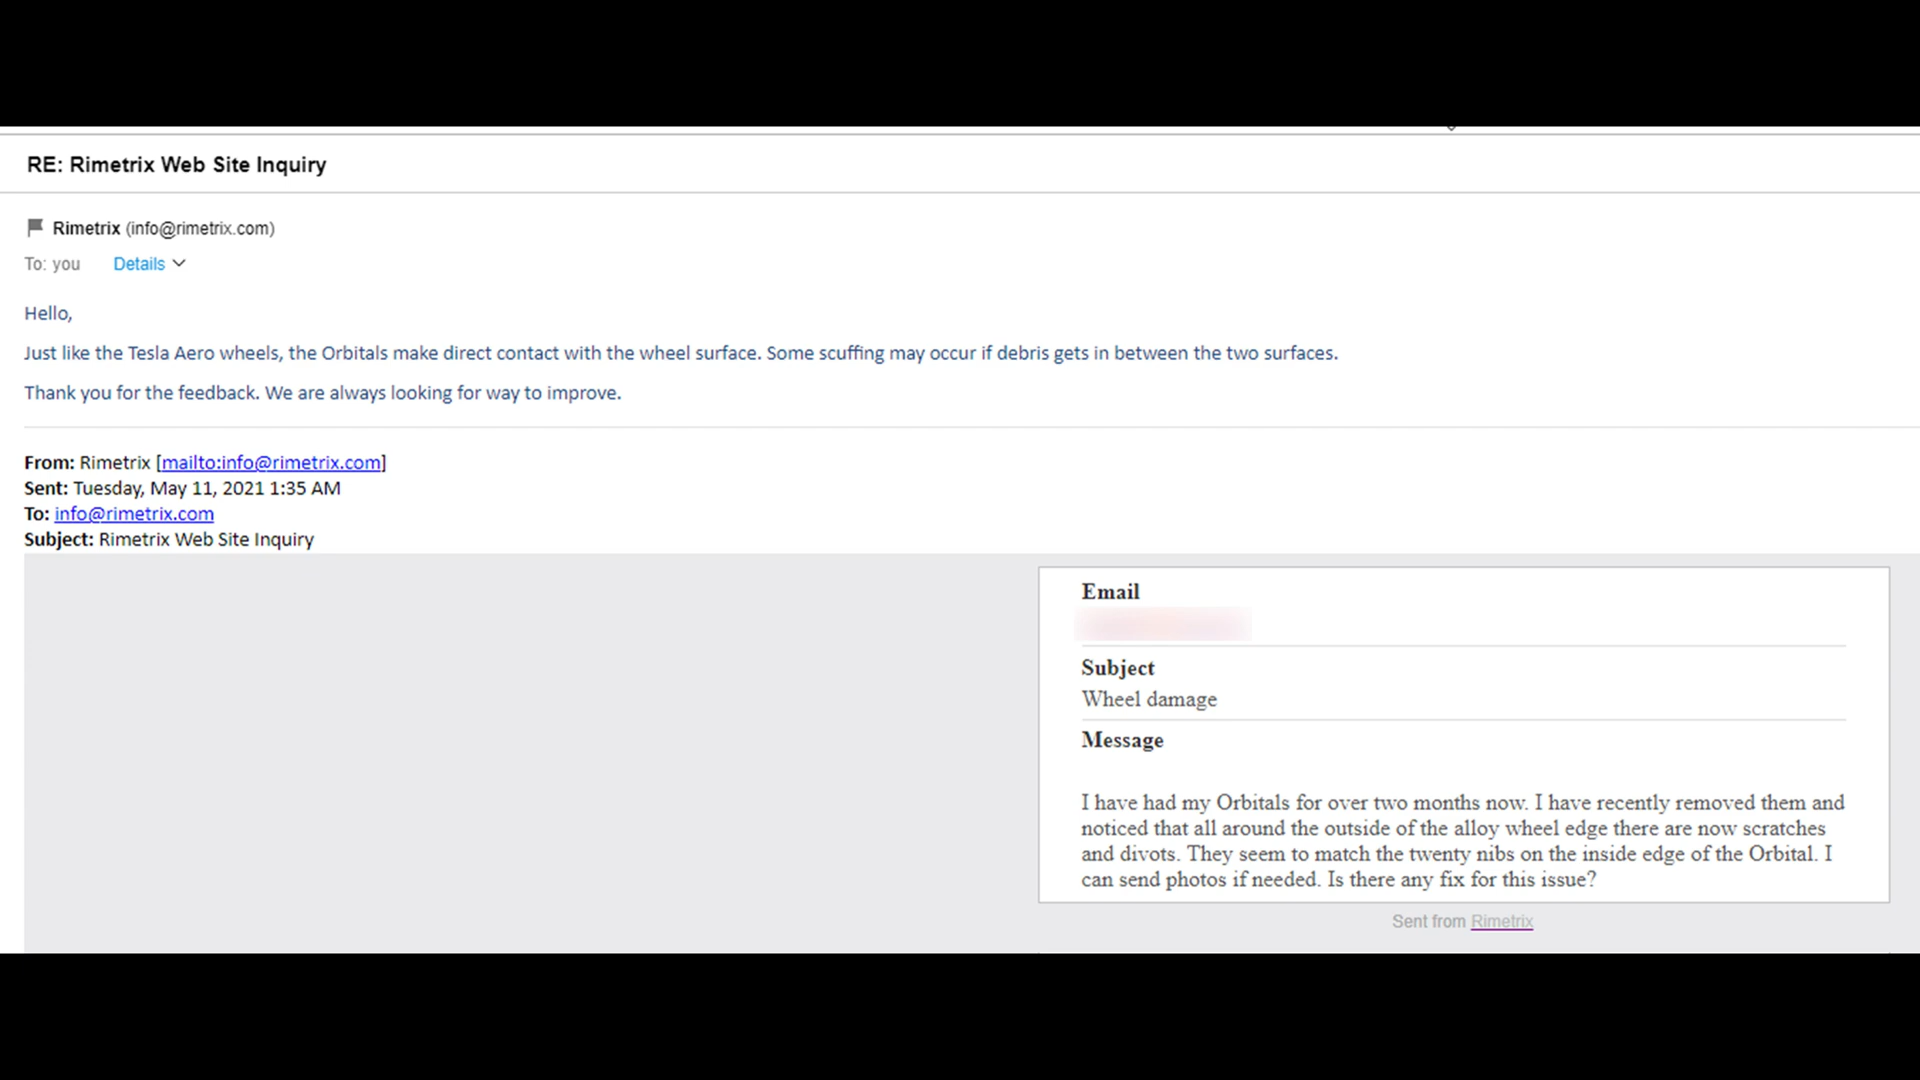 RE: Rimetrix Web Site Inquiry
Rimetrix (info@rimetrix.com)
To: you Details
Hello,
Just like the Tesla Aero wheels, the Orbitals make direct contact with the wheel surface. Some scuffing may occur if debris gets in between the two surfaces.
Thank you for the feedback. We are always looking for way to improve.
From: Rimetrix [mailto:info@rimetrix.com]
Sent: Tuesday, May 11, 2021 1:35 AM
To: info@rimetrix.com
Subject: Rimetrix Web Site Inquiry
Email
Subject
Wheel damage
Message
I have had my Orbitals for over two months now. I have recently removed them and
noticed that all around the outside of the alloy wheel edge there are now scratches
and divots. They seem to match the twenty nibs on the inside edge of the Orbital. I
can send photos if needed. Is there any fix for this issue?
Sent from Rimetrix